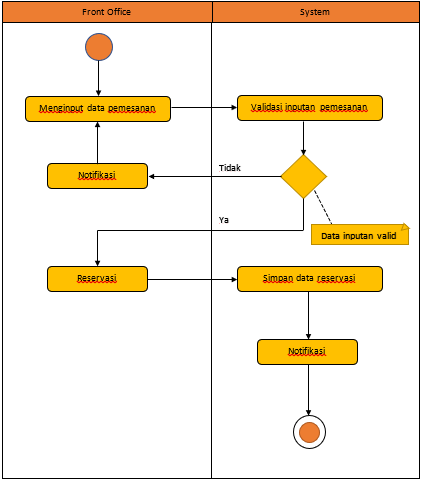 Front Office
System
Menginput data pemesanan
Validasi inputan pemesanan
Notifikasi
Tidak
Ya
Data inputan valid
Reservasi
Simpan data reservasi
Notifikasi